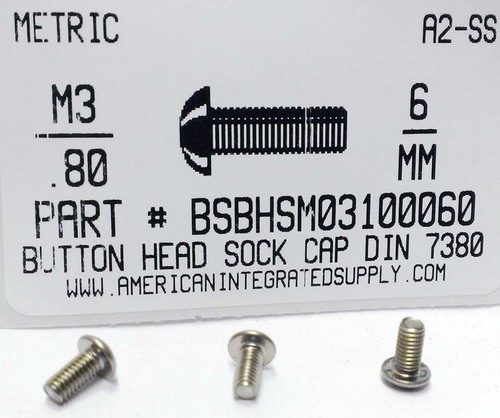 METRIC A2-SS
M3 6
.80 MM
PART # BSBHSM03100060
BUTTON HEAD SOCK CAP DIN 7380
WWW.AMERICANINTEGRATEDSUPPLY.COM